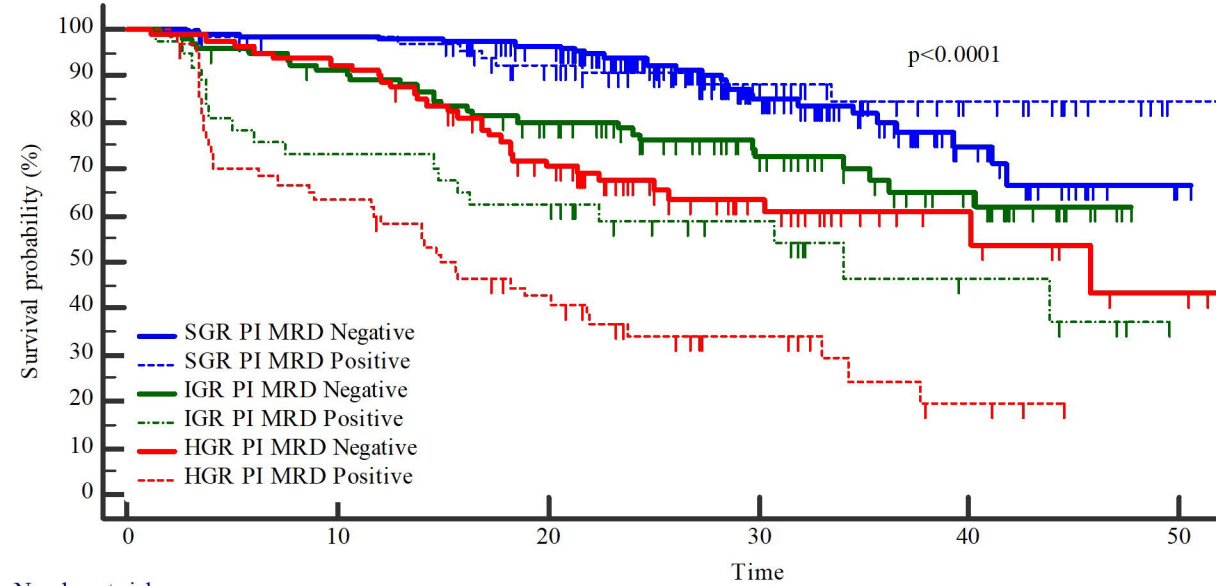 100
90
80
70
60
50
40
30
20
10
0
Survival probability (%)
p<0.0001
SGR PI MRD Negative
SGR PI MRD Positive
IGR PI MRD Negative
IGR PI MRD Positive
HGR PI MRD Negative
HGR PI MRD Positive
0 10 20 30 40 50
Time